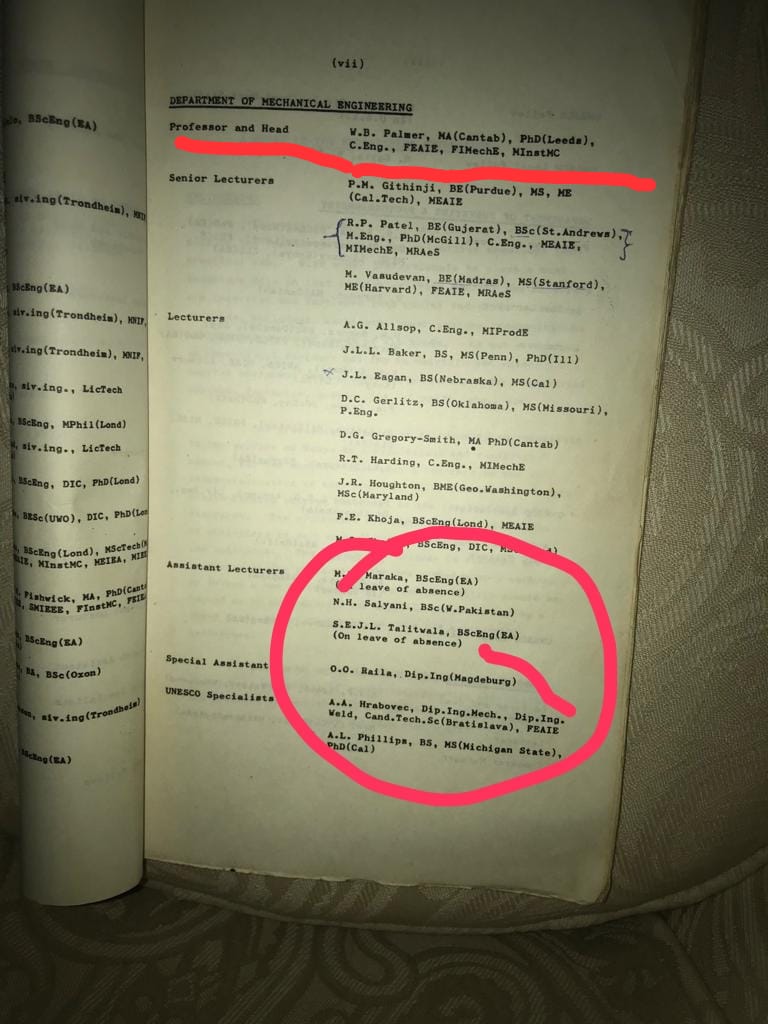 (vii)
DEPARTMENT OF MECHANICAL ENGINEERING
Professor and Head
W.B. Palmer, MA(Cantab), PhD(Leeds),
C.Eng., FEAIE, FIMechE, MInstMC
Senior Lecturers
P.M. Githinji, BE(Purdue), MS, ME
(Cal.Tech), MEAIE
R.P. Patel, BE(Gujerat), BSc(St.Andrews),
M.Eng., PhD(McGill), C.Eng., MEAIE,
MIMechE, MRAeS
M. Vasudevan, BE(Madras), MS(Stanford),
ME(Harvard), FEAIE, MRAeS
Lecturers
A.G. Allsop, C.Eng., MIProdE
J.L.L. Baker, BS, MS(Penn), PhD(Ill)
J.L. Eagan, BS(Nebraska), MS(Cal)
D.C. Gerlitz, BS(Oklahoma), MS(Missouri),
P.Eng.
D.G. Gregory-Smith, MA PhD(Cantab)
R.T. Harding, C.Eng., MIMechE
J.R. Houghton, BME(Geo.Washington),
MSc(Maryland)
F.E. Khoja, BScEng(Lond), MEAIE
BScEng, DIC,
Assistant Lecturers
Maraka, BScEng(EA)
leave of absence)
N.H. Salyani, BSc(W.Pakistan)
S.E.J.L. Talitwala, BScEng(EA)
(On leave of absence)
Special Assistant
O.O. Raila, Dip.Ing(Magdeburg)
UNESCO Specialists
A.A. Hrabovec, Dip.Ing.Mech., Dip.Ing.
Weld, Cand.Tech.Sc(Bratislava), FEAIE
A.L. Phillips, BS, MS(Michigan State),
PhD(Cal)
BScEng(EA)
siv.ing(Trondheim),
BScEng(EA)
siv.ing(Trondheim), MNIF,
siv.ing(Trondheim), MNIF,
siv.ing., LicTech
BScEng, MPhil(Lond)
siv.ing., LicTech
BScEng, DIC, PhD(Lond)
BESc(UWO), DIC, PhD(Lon
BScEng(Lond), MScTech(M
MInstMC, MEIEA,
Fishwick, MA, PhD(Cant
SMIEEE, FInstMC,
BScEng(EA)
BA, BSc(Oxon)
siv.ing(Trondheim)
BScEng(EA)